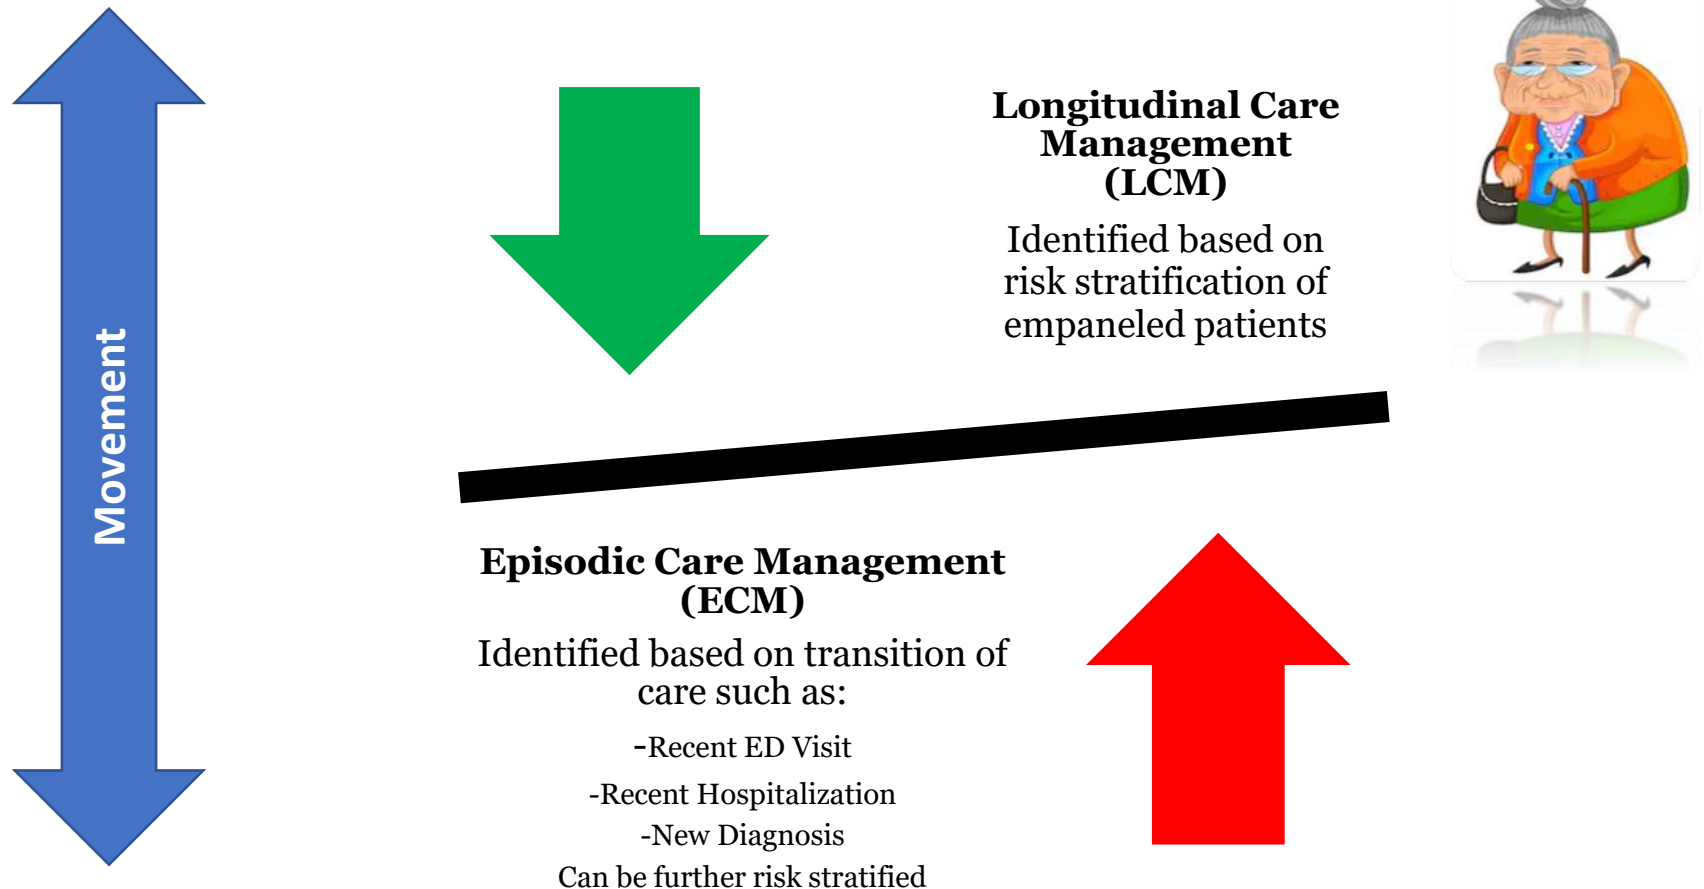 Movement
Longitudinal Care
Management
(LCM)
Identified based on
risk stratification of
empaneled patients
Episodic Care Management
(ECM)
Identified based on transition of
care such as:
-Recent ED Visit
-Recent Hospitalization
-New Diagnosis
Can be further risk stratified